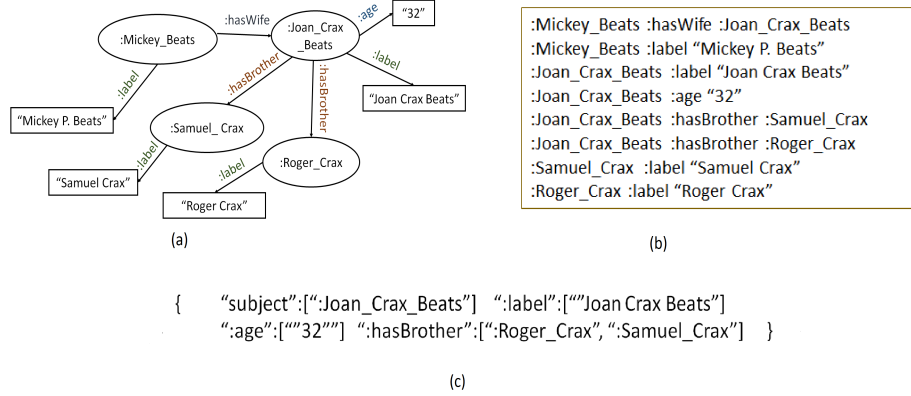 :Mickey_Beats
:hasWife
:Joan_Crax
_Beats
:age
"32"
:label
"Mickey P. Beats"
:hasBrother
:hasBrother
:label
"Joan Crax Beats"
:Samuel_ Crax
:label
"Samuel Crax"
:Roger_Crax
:label
"Roger Crax"
(a)
:Mickey_Beats :hasWife :Joan_Crax_Beats
:Mickey_Beats :label “Mickey P. Beats”
:Joan_Crax_Beats :label “Joan Crax Beats”
:Joan_Crax_Beats :age “32”
:Joan_Crax_Beats :hasBrother :Samuel_Crax
:Joan_Crax_Beats :hasBrother :Roger_Crax
:Samuel_Crax :label “Samuel Crax”
:Roger_Crax :label “Roger Crax”
(b)
{ “subject”:[“:Joan_Crax_Beats”] “:label”:[“”Joan Crax Beats”]
“:age”:[“”32””] “:hasBrother”:[“:Roger_Crax”, “:Samuel_Crax”] }
(c)